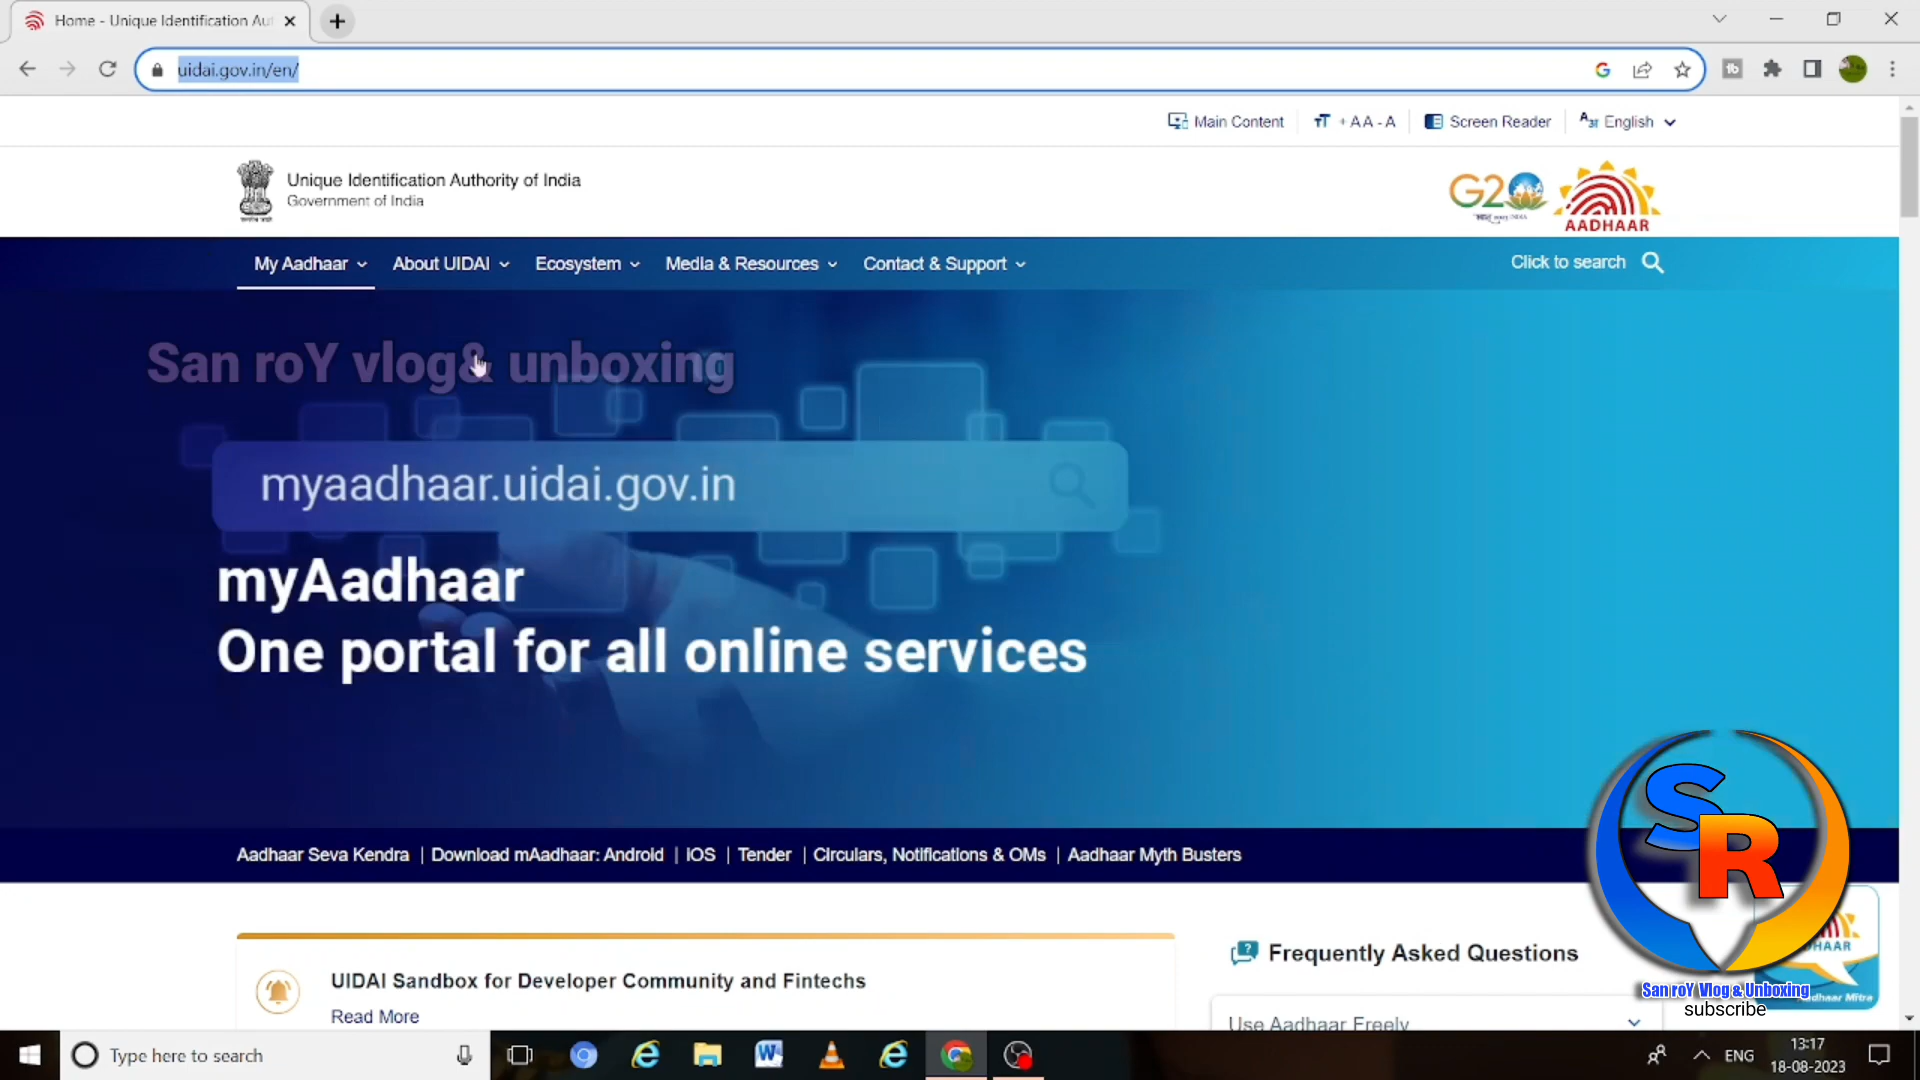 Home - Unique Identification Aut
uidai.gov.in/en/
Main Content
+ A A - A
Screen Reader
English
Unique Identification Authority of India
Government of India
G20
AADHAAR
My Aadhaar
About UIDAI
Ecosystem
Media & Resources
Contact & Support
Click to search
San roY vlog& unboxing
myaadhaar.uidai.gov.in
myAadhaar
One portal for all online services
Aadhaar Seva Kendra | Download mAadhaar: Android | iOS | Tender | Circulars, Notifications & OMs | Aadhaar Myth Busters
UIDAI Sandbox for Developer Community and Fintechs
Read More
Frequently Asked Questions
Use Aadhaar Freely
SR
HAAR
adhaar Mitra
San roY Vlog & Unboxing
subscribe
Type here to search
ENG
13:17
18-08-2023